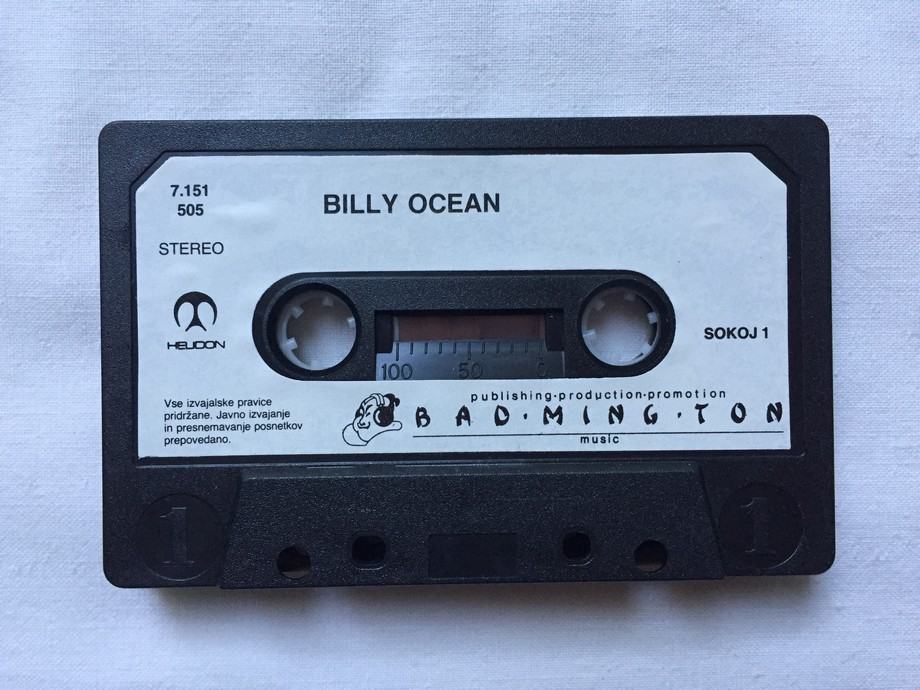 7.151
505
BILLY OCEAN
STEREO
HELIDON
SOKOJ 1
100 50 0
Vse izvajalske pravice
pridržane. Javno izvajanje
in presnemavanje posnetkov
prepovedano.
publishing·production·promotion
BAD·MING·TON
music
1
1